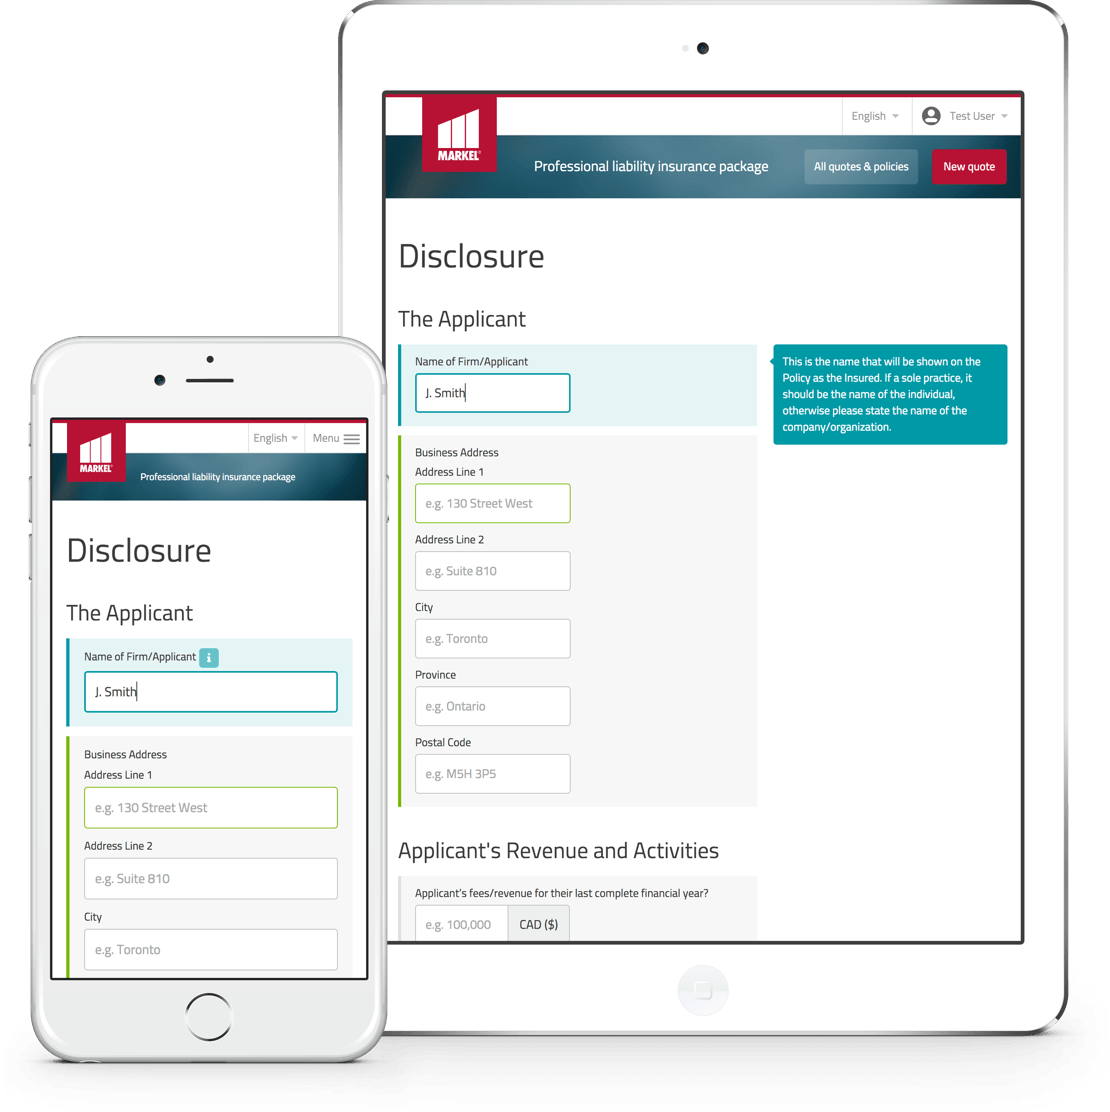 English
Test User
MARKEL®
Professional liability insurance package
All quotes & policies
New quote
Disclosure
The Applicant
Name of Firm/Applicant
J. Smith
This is the name that will be shown on the
Policy as the Insured. If a sole practice, it
should be the name of the individual,
otherwise please state the name of the
company/organization.
Business Address
Address Line 1
e.g. 130 Street West
Address Line 2
e.g. Suite 810
City
e.g. Toronto
Province
e.g. Ontario
Postal Code
e.g. M5H 3P5
Applicant's Revenue and Activities
Applicant's fees/revenue for their last complete financial year?
e.g. 100,000
CAD ($)
English
Menu
MARKEL®
Professional liability insurance package
Disclosure
The Applicant
Name of Firm/Applicant
i
J. Smith
Business Address
Address Line 1
e.g. 130 Street West
Address Line 2
e.g. Suite 810
City
e.g. Toronto